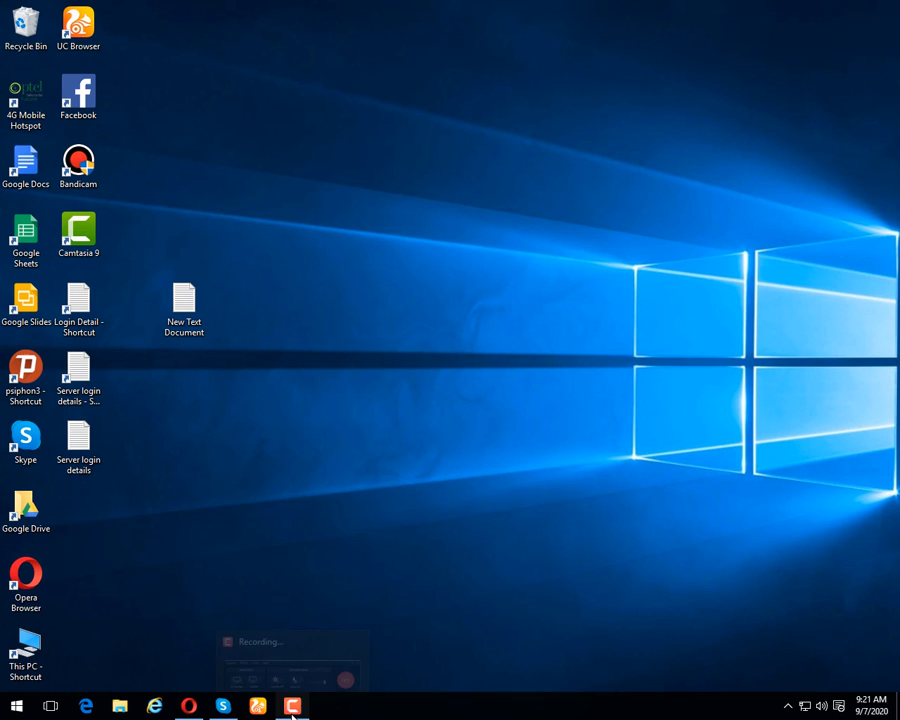 Recycle Bin
UC Browser
optel
4G Mobile
Hotspot
Facebook
Google Docs
Bandicam
Google
Sheets
Camtasia 9
Google Slides
Login Detail -
Shortcut
New Text
Document
psiphon3 -
Shortcut
Server login
details - S...
Skype
Server login
details
Google Drive
Opera
Browser
This PC -
Shortcut
Recording...
9:21 AM
9/7/2020